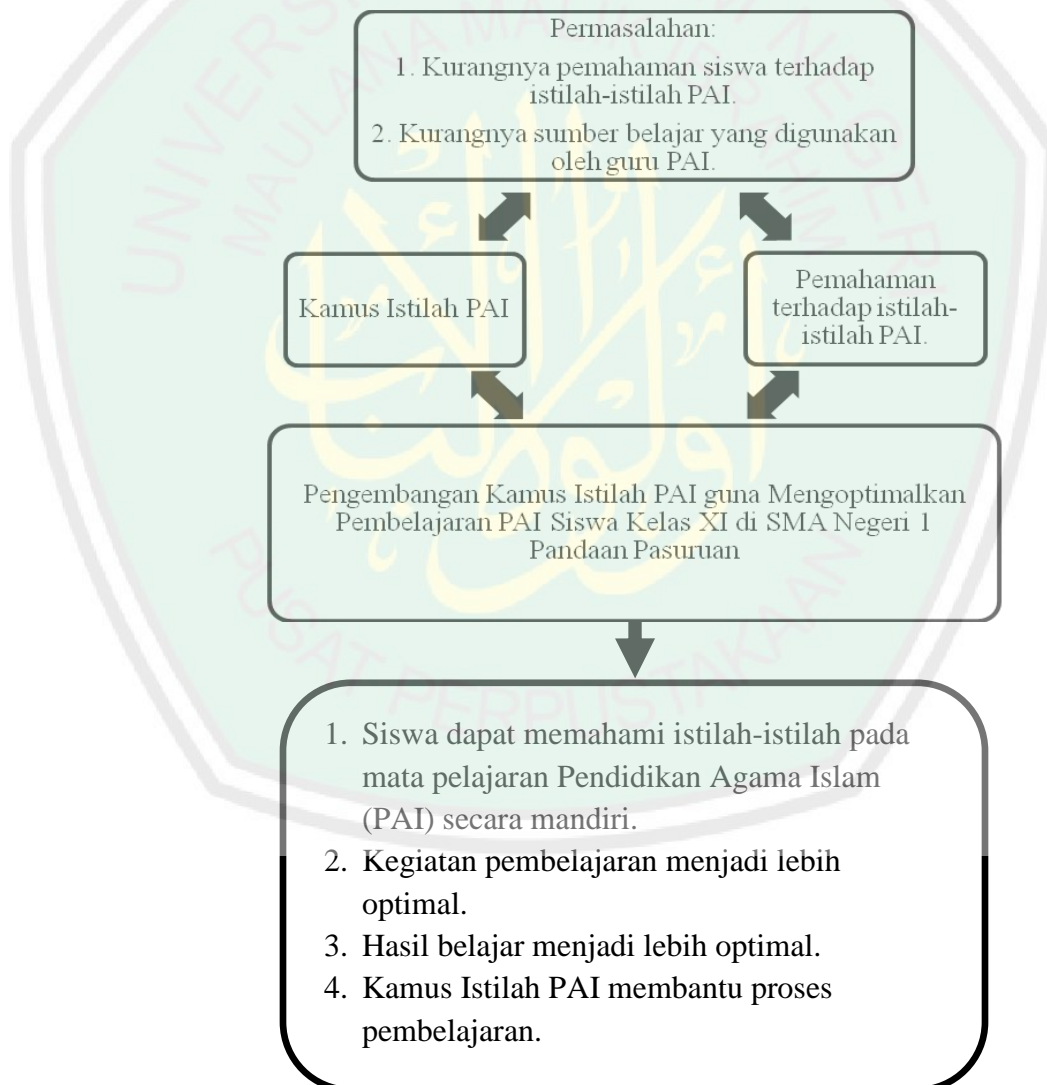 Permasalahan:
1. Kurangnya pemahaman siswa terhadap
istilah-istilah PAI.
2. Kurangnya sumber belajar yang digunakan
oleh guru PAI.
Kamus Istilah PAI
Pemahaman
terhadap istilah-
istilah PAI.
Pengembangan Kamus Istilah PAI guna Mengoptimalkan
Pembelajaran PAI Siswa Kelas XI di SMA Negeri 1
Pandaan Pasuruan
1. Siswa dapat memahami istilah-istilah pada
mata pelajaran Pendidikan Agama Islam
(PAI) secara mandiri.
2. Kegiatan pembelajaran menjadi lebih
optimal.
3. Hasil belajar menjadi lebih optimal.
4. Kamus Istilah PAI membantu proses
pembelajaran.
PUSAT PERPUSTAKAAN